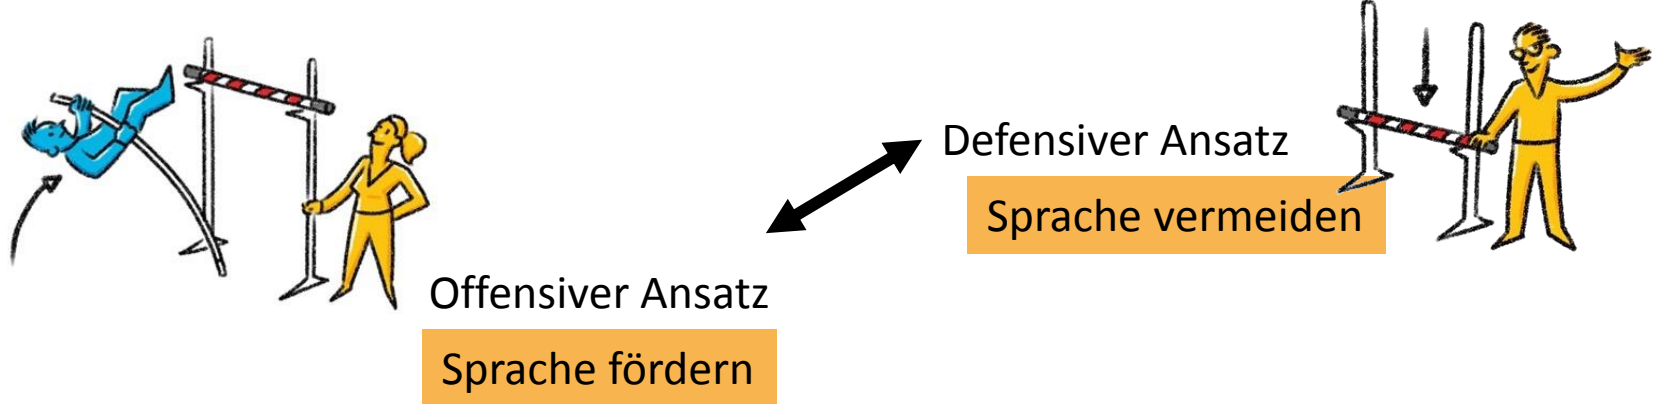 Defensiver Ansatz
Sprache vermeiden
Offensiver Ansatz
Sprache fördern